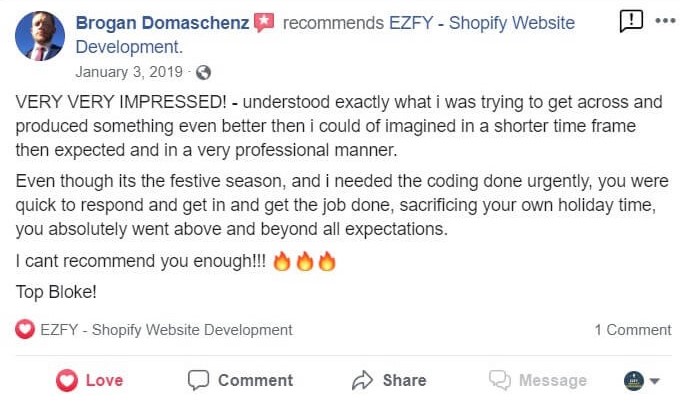 Brogan Domaschenz recommends EZFY - Shopify Website
Development.
January 3, 2019 ·
VERY VERY IMPRESSED! - understood exactly what i was trying to get across and
produced something even better then i could of imagined in a shorter time frame
then expected and in a very professional manner.
Even though its the festive season, and i needed the coding done urgently, you were
quick to respond and get in and get the job done, sacrificing your own holiday time,
you absolutely went above and beyond all expectations.
I cant recommend you enough!!! 🔥🔥🔥
Top Bloke!
EZFY - Shopify Website Development 1 Comment
Love Comment Share Message